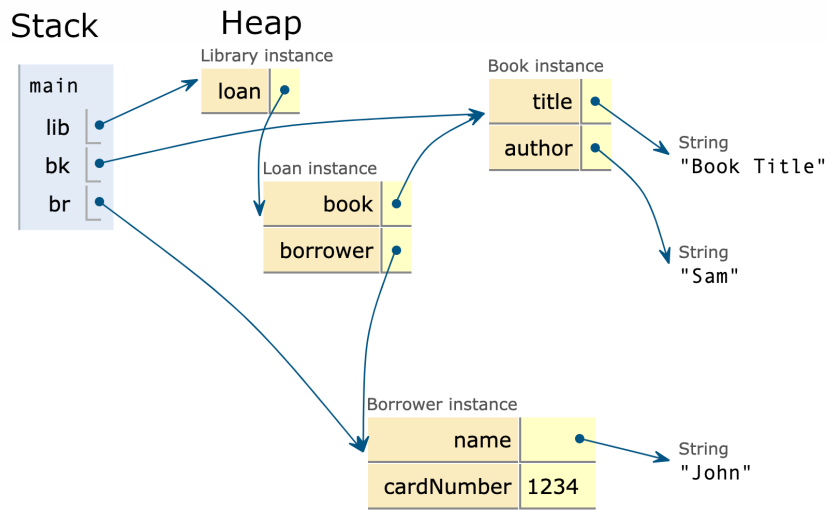 Stack
Heap
main
lib
bk
br
Library instance
loan
Loan instance
book
borrower
Book instance
title
author
String
"Book Title"
String
"Sam"
Borrower instance
name
cardNumber 1234
String
"John"